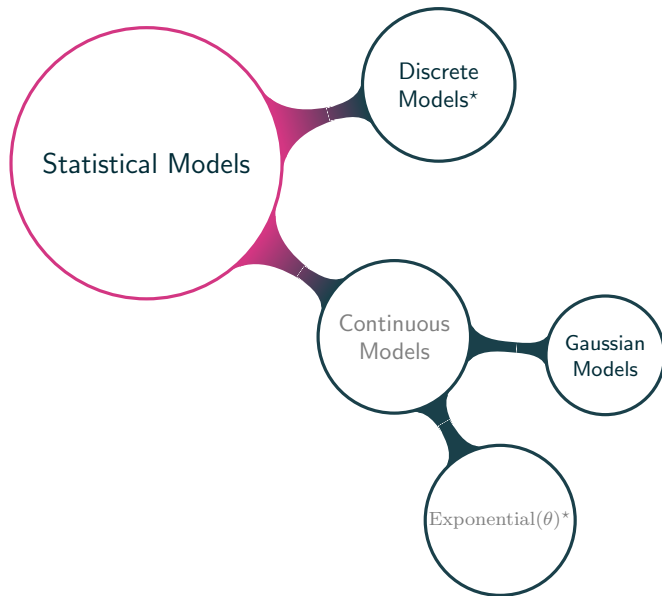 Discrete
Models*
Statistical Models
Continuous
Models
Gaussian
Models
Exponential(θ)*